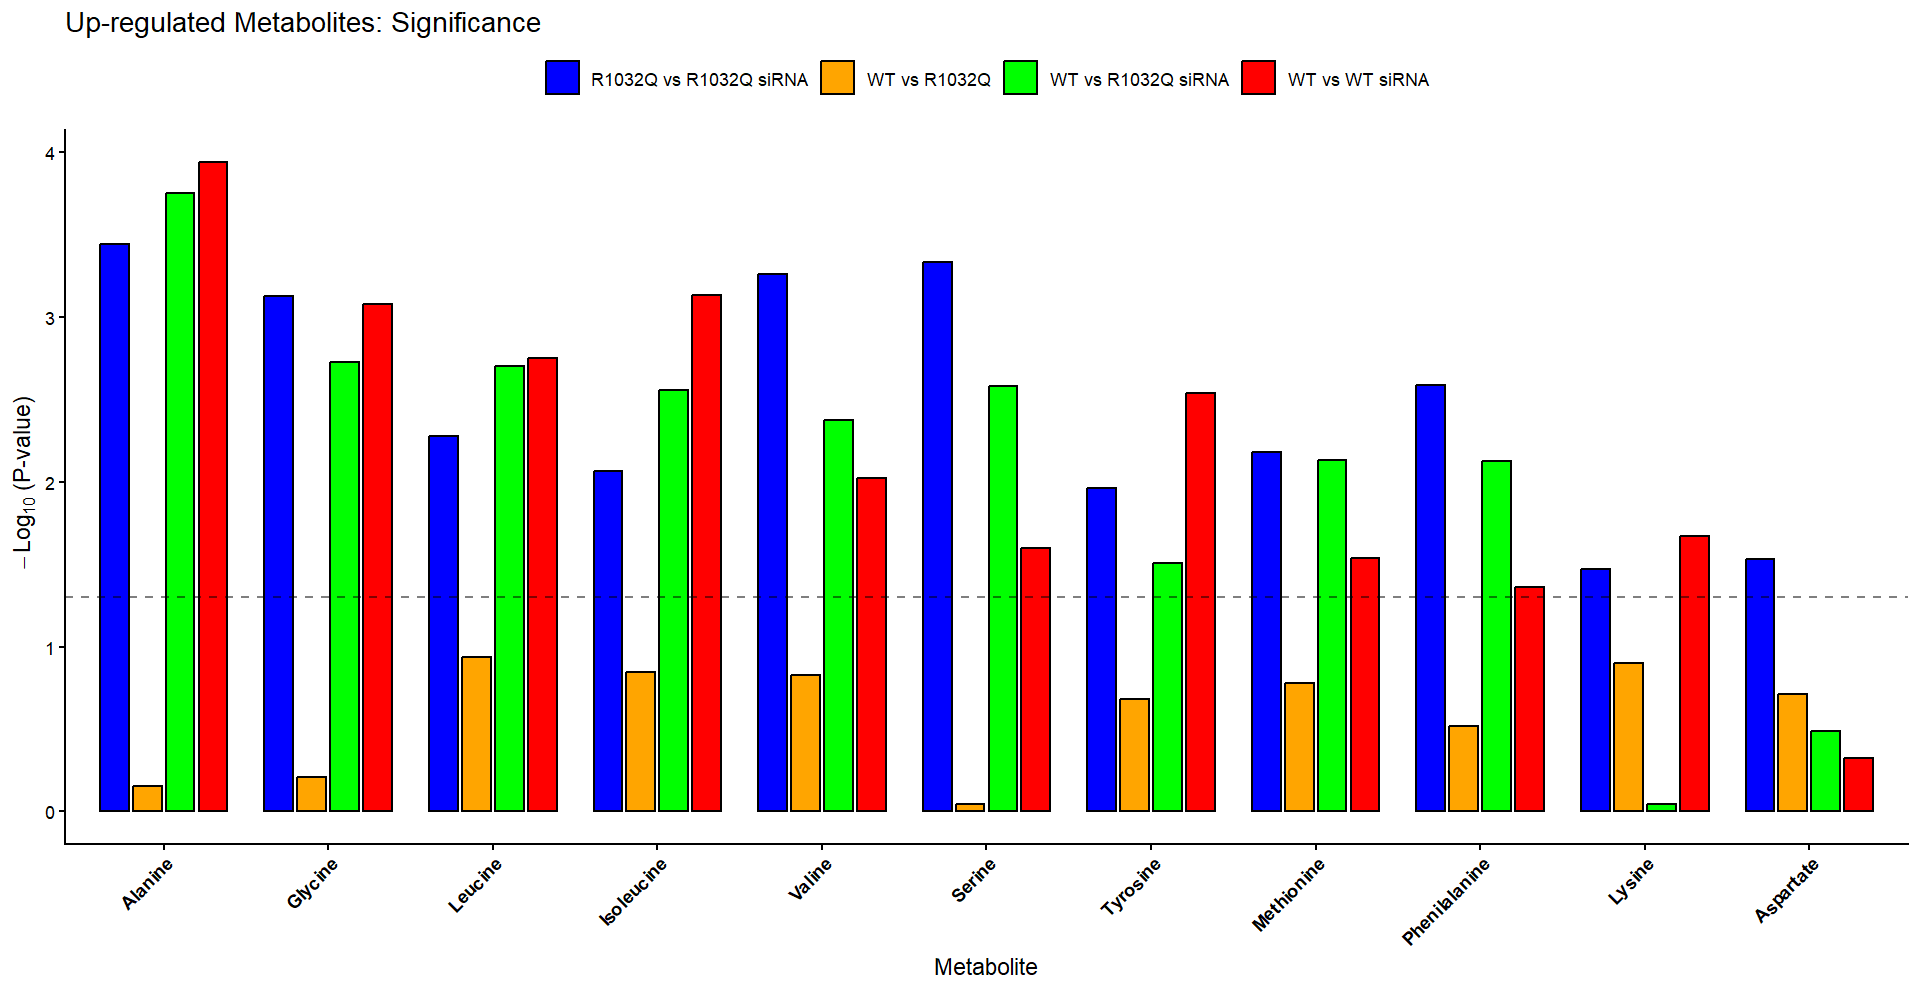 Up-regulated Metabolites: Significance
R1032Q vs R1032Q siRNA WT vs R1032Q WT vs R1032Q siRNA WT vs WT siRNA
4
3
2
1
0
−Log10 (P-value)
Alanine Glycine Leucine Isoleucine Valine Serine Tyrosine Methionine Phenilalanine Lysine Aspartate
Metabolite